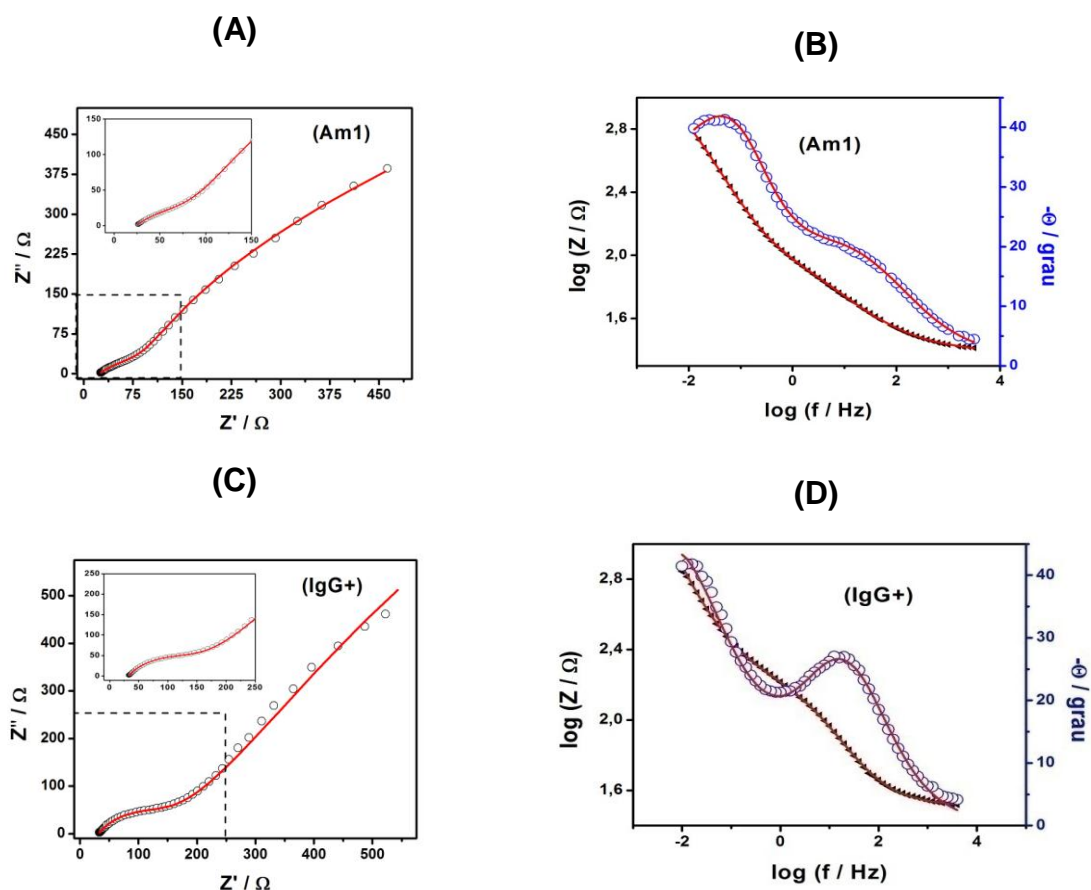 (A)
(B)
450
375
300
225
150
75
0
Z'' / Ω
150
100
50
0
0 50 100 150
(Am1)
0 75 150 225 300 375 450
Z' / Ω
2,8
2,4
2,0
1,6
log (Z / Ω)
(Am1)
40
30
20
10
0
-Θ / grau
-2 0 2 4
log (f / Hz)
(C)
(D)
500
400
300
200
100
0
Z'' / Ω
250
200
150
100
50
0
0 50 100 150 200 250
(IgG+)
0 100 200 300 400 500
Z' / Ω
2,8
2,4
2,0
1,6
log (Z / Ω)
(IgG+)
40
30
20
10
0
-Θ / grau
-2 0 2 4
log (f / Hz)